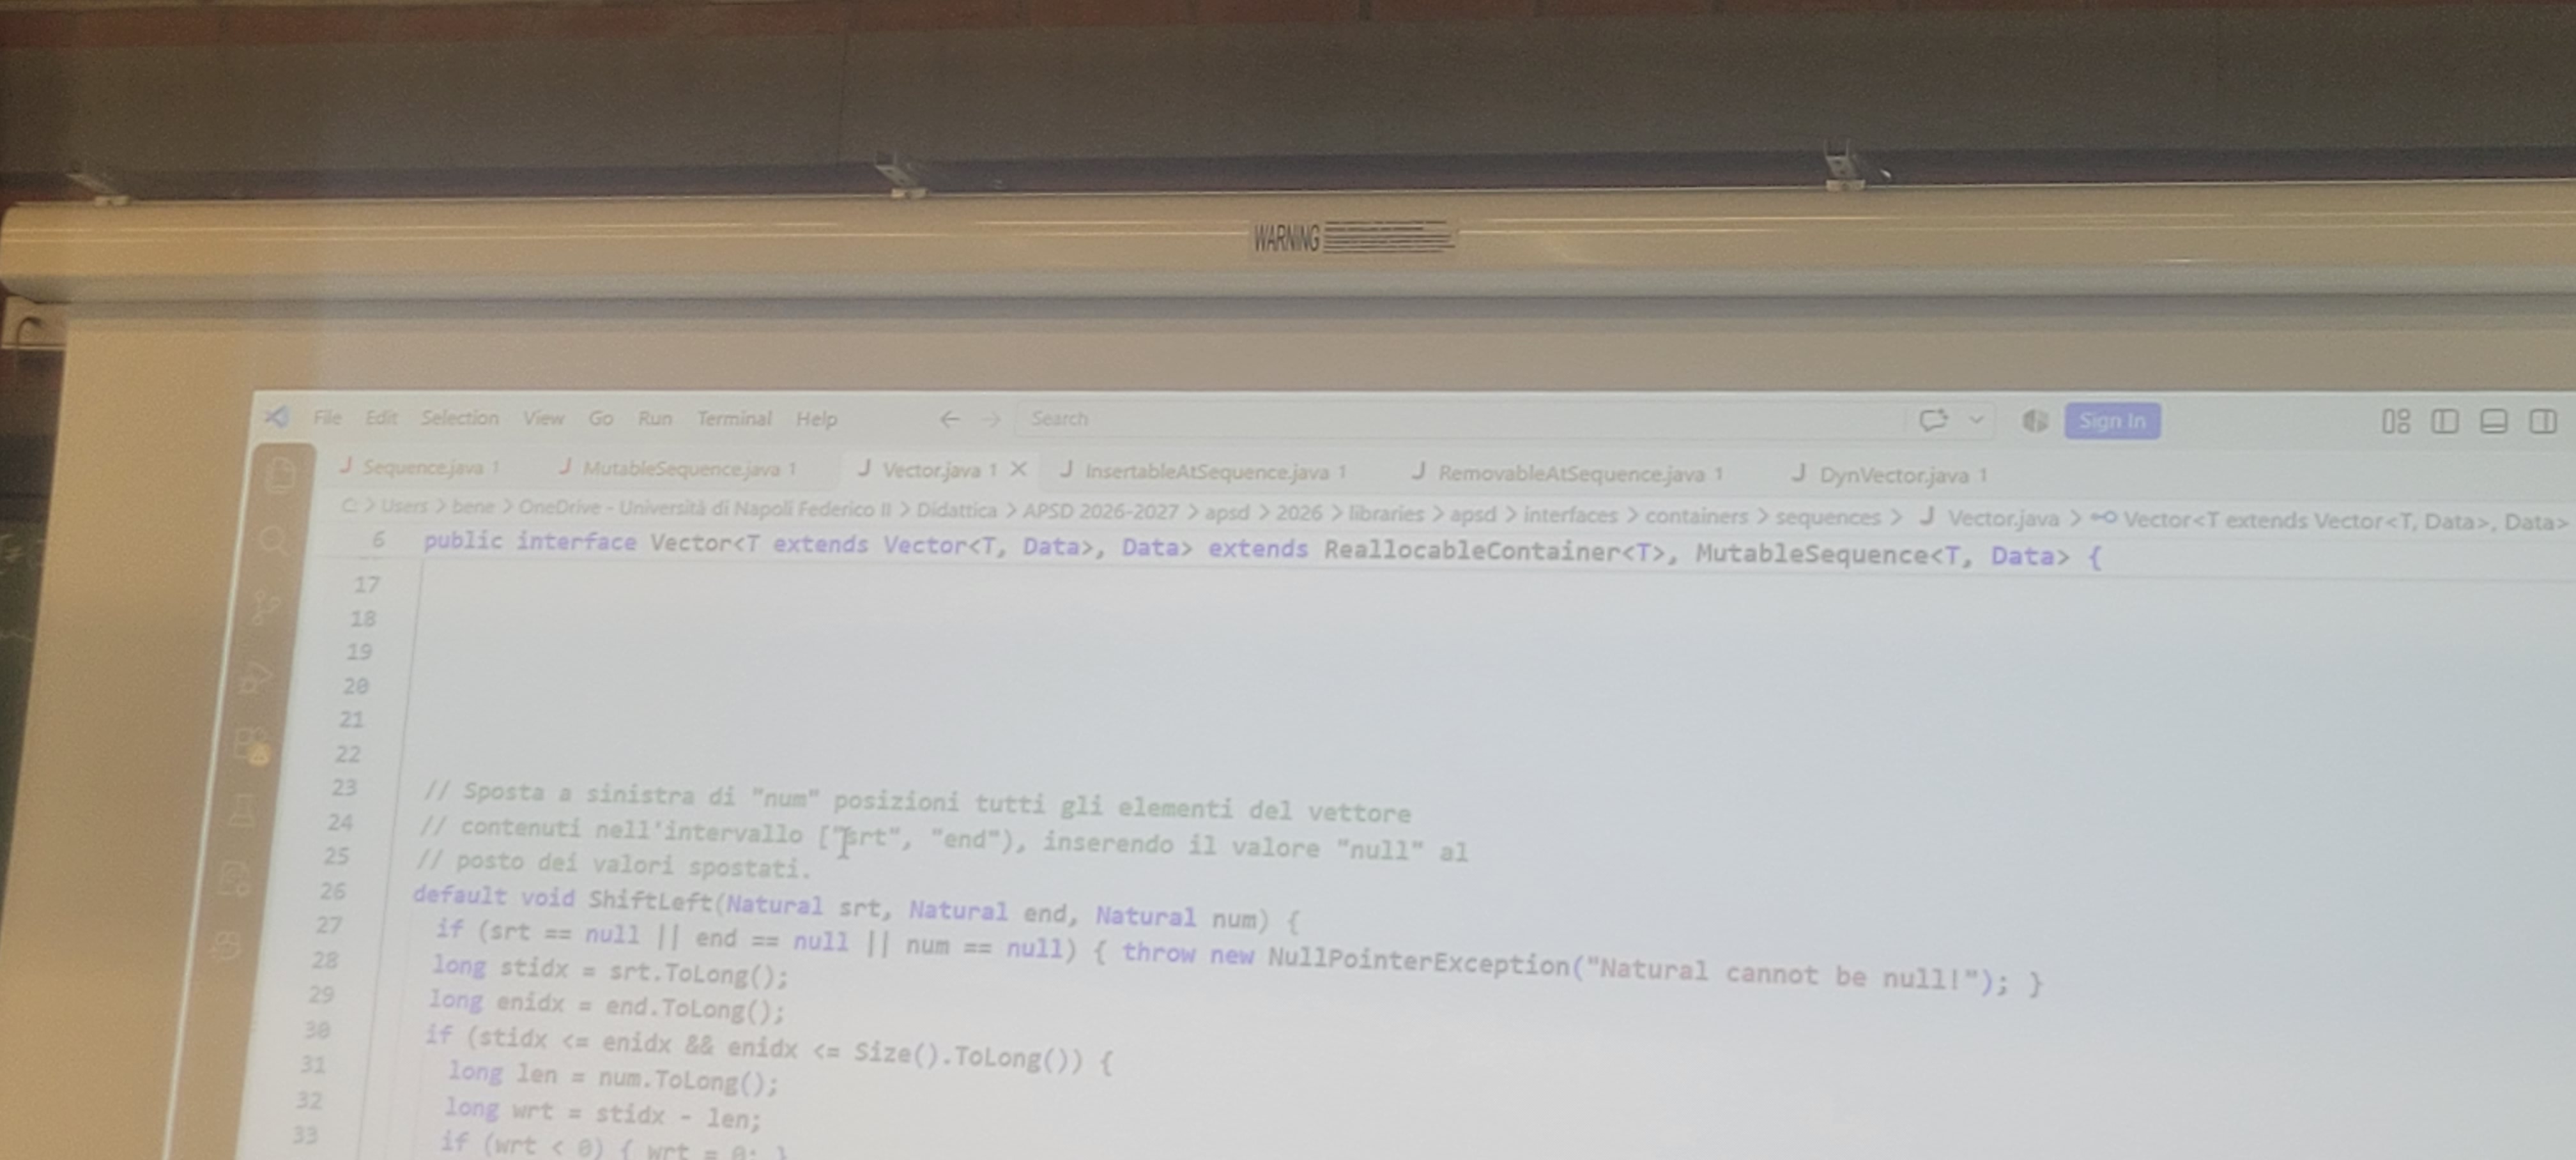 WARNING
File Edit Selection View Go Run Terminal Help Search Sign In
Sequence.java 1 MutableSequence.java 1 Vector.java 1 InsertableAtSequence.java 1 RemovableAtSequence.java 1 DynVector.java 1
C: > Users > bene > OneDrive - Università di Napoli Federico II > Didattica > APSD 2026-2027 > apsd > 2026 > libraries > apsd > interfaces > containers > sequences > Vector.java > Vector<T extends Vector<T, Data>, Data>
6 public interface Vector<T extends Vector<T, Data>, Data> extends ReallocableContainer<T>, MutableSequence<T, Data> {
17
18
19
20
21
22
23 // Sposta a sinistra di "num" posizioni tutti gli elementi del vettore
24 // contenuti nell'intervallo ["srt", "end"), inserendo il valore "null" al
25 // posto dei valori spostati.
26 default void ShiftLeft(Natural srt, Natural end, Natural num) {
27 if (srt == null || end == null || num == null) { throw new NullPointerException("Natural cannot be null!"); }
28 long stidx = srt.ToLong();
29 long enidx = end.ToLong();
30 if (stidx <= enidx && enidx <= Size().ToLong()) {
31 long len = num.ToLong();
32 long wrt = stidx - len;
33 if (wrt < 0) { wrt = 0; }